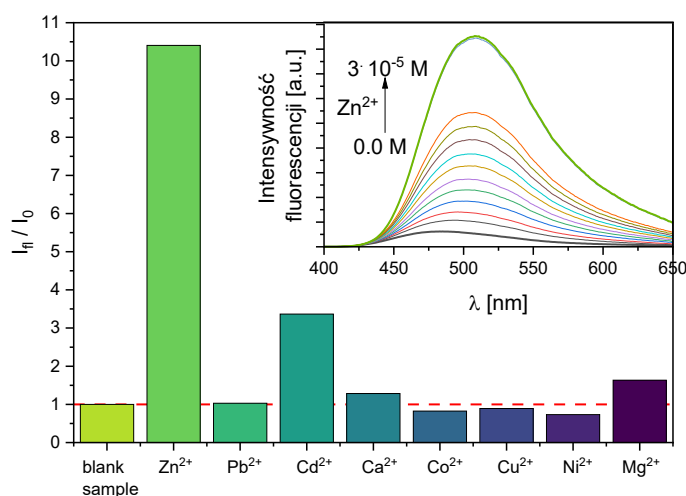 I_fl / I_0
11
10
9
8
7
6
5
4
3
2
1
0
blank
sample
Zn²⁺
Pb²⁺
Cd²⁺
Ca²⁺
Co²⁺
Cu²⁺
Ni²⁺
Mg²⁺
Intensywność
fluorescencji [a.u.]
3· 10⁻⁵ M
Zn²⁺
0.0 M
400 450 500 550 600 650
λ [nm]